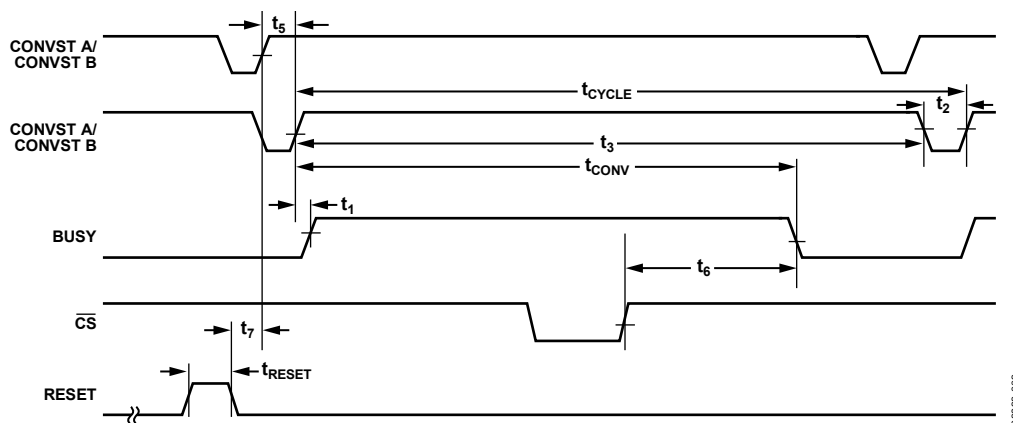 t5
CONVST A/
CONVST B
tCYCLE
t2
CONVST A/
CONVST B
t3
tCONV
t1
BUSY
t6
CS
t7
tRESET
RESET